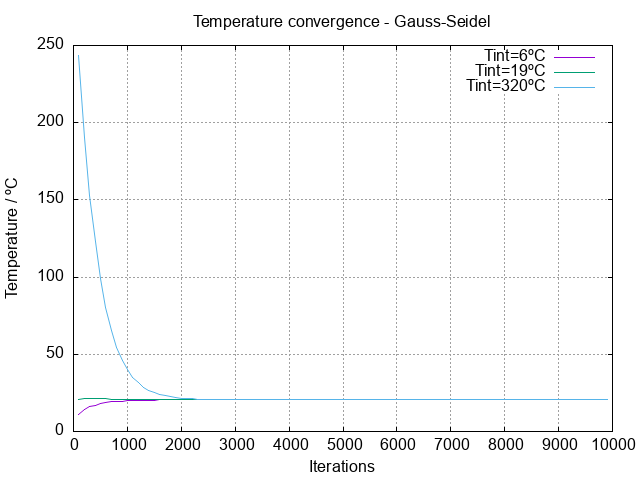 Temperature convergence - Gauss-Seidel
Tint=6ºC
Tint=19ºC
Tint=320ºC
250
200
150
100
50
0
Temperature / ºC
0 1000 2000 3000 4000 5000 6000 7000 8000 9000 10000
Iterations